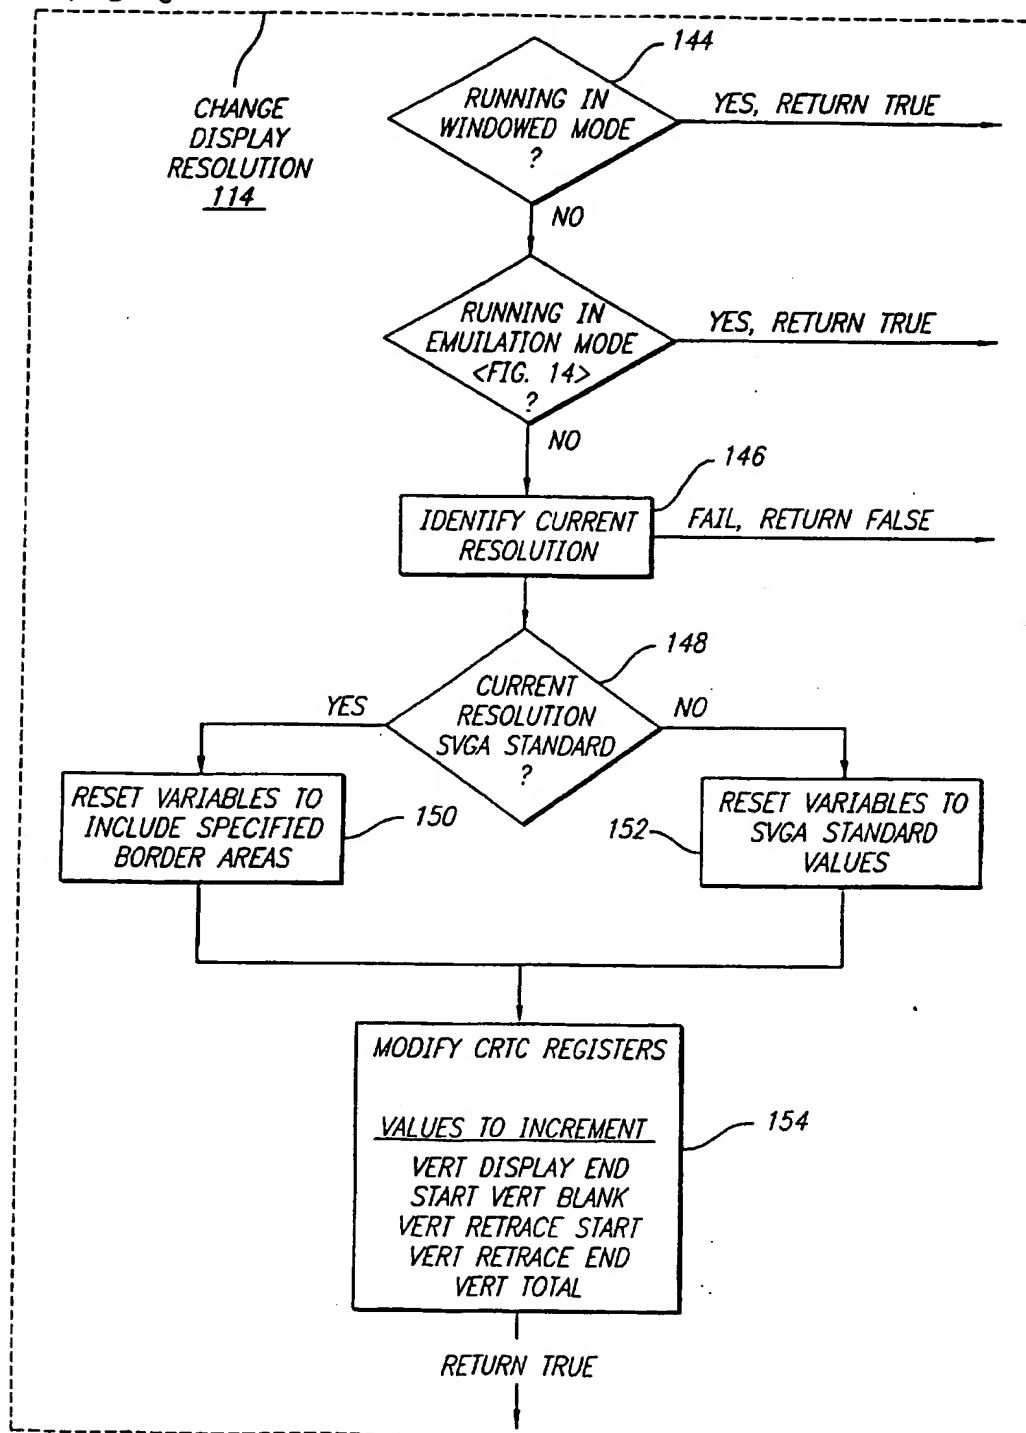 CHANGE
DISPLAY
RESOLUTION
114
144
RUNNING IN
WINDOWED MODE
?
YES, RETURN TRUE
NO
RUNNING IN
EMUILATION MODE
<FIG. 14>
?
YES, RETURN TRUE
NO
146
IDENTIFY CURRENT
RESOLUTION
FAIL, RETURN FALSE
148
CURRENT
RESOLUTION
SVGA STANDARD
?
YES
NO
RESET VARIABLES TO
INCLUDE SPECIFIED
BORDER AREAS
150
152
RESET VARIABLES TO
SVGA STANDARD
VALUES
MODIFY CRTC REGISTERS
VALUES TO INCREMENT
VERT DISPLAY END
START VERT BLANK
VERT RETRACE START
VERT RETRACE END
VERT TOTAL
154
RETURN TRUE